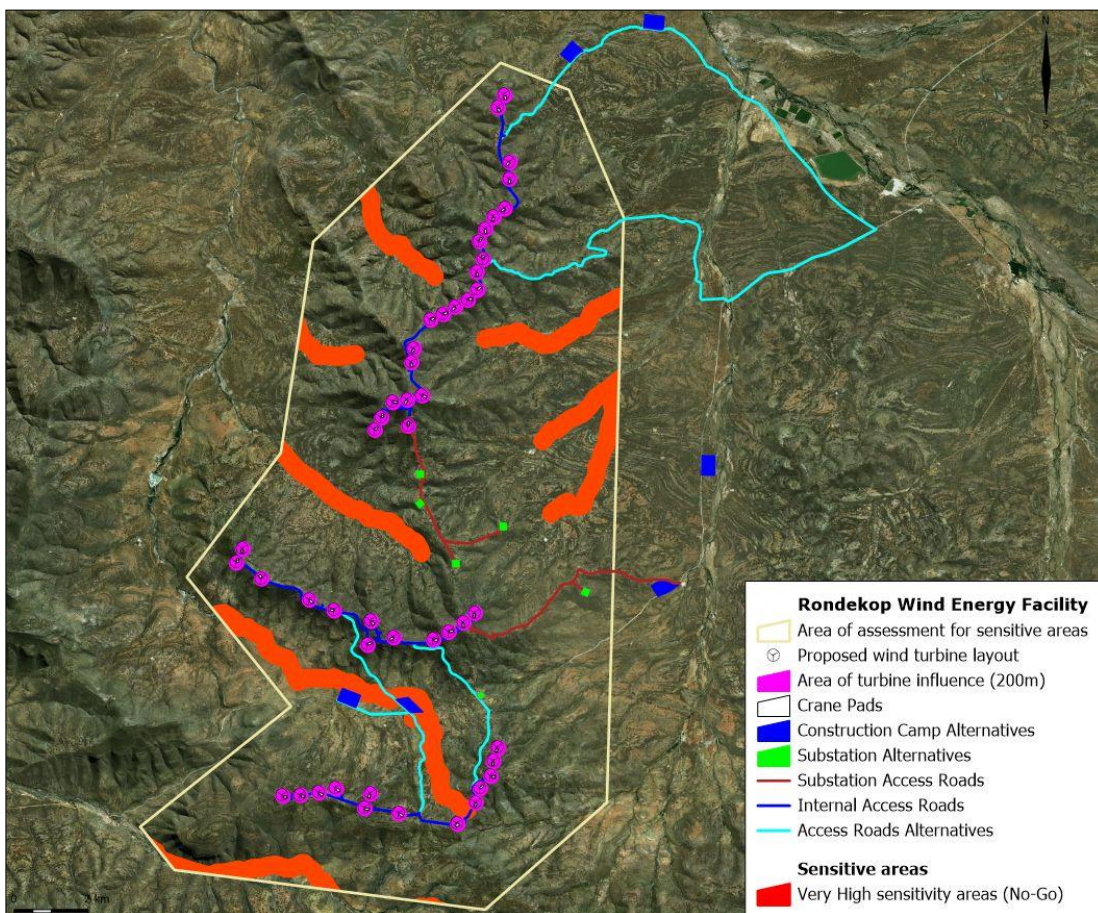 N
S
Rondekop Wind Energy Facility
Area of assessment for sensitive areas
Proposed wind turbine layout
Area of turbine influence (200m)
Crane Pads
Construction Camp Alternatives
Substation Alternatives
Substation Access Roads
Internal Access Roads
Access Roads Alternatives
Sensitive areas
Very High sensitivity areas (No-Go)
0 2 km